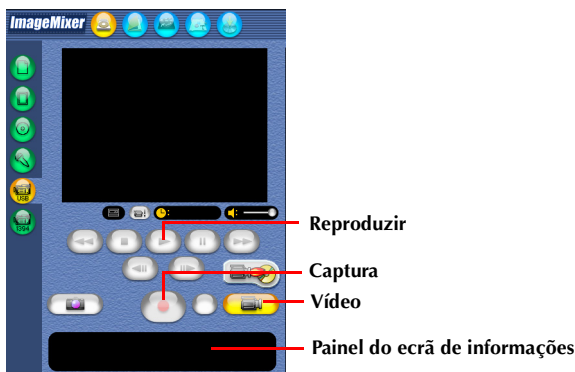 ImageMixer
USB
1394
Reproduzir
Captura
Vídeo
Painel do ecrã de informações